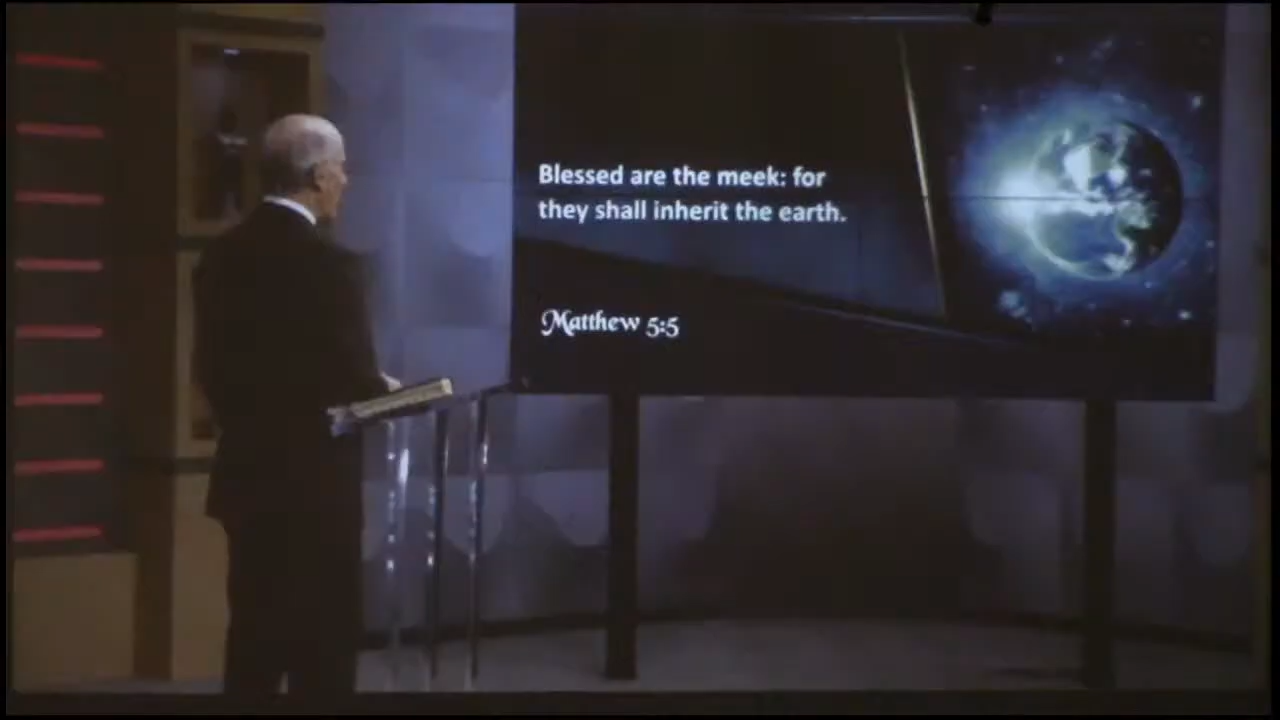 Blessed are the meek: for
they shall inherit the earth.
Matthew 5:5